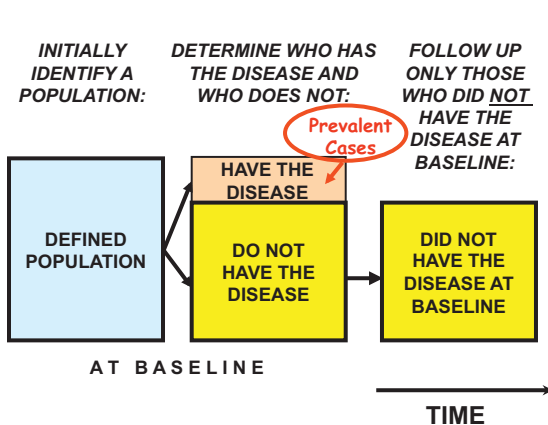 INITIALLY
IDENTIFY A
POPULATION:
DETERMINE WHO HAS
THE DISEASE AND
WHO DOES NOT:
FOLLOW UP
ONLY THOSE
WHO DID NOT
HAVE THE
DISEASE AT
BASELINE:
Prevalent
Cases
HAVE THE
DISEASE
DEFINED
POPULATION
DO NOT
HAVE THE
DISEASE
DID NOT
HAVE THE
DISEASE AT
BASELINE
AT BASELINE
TIME